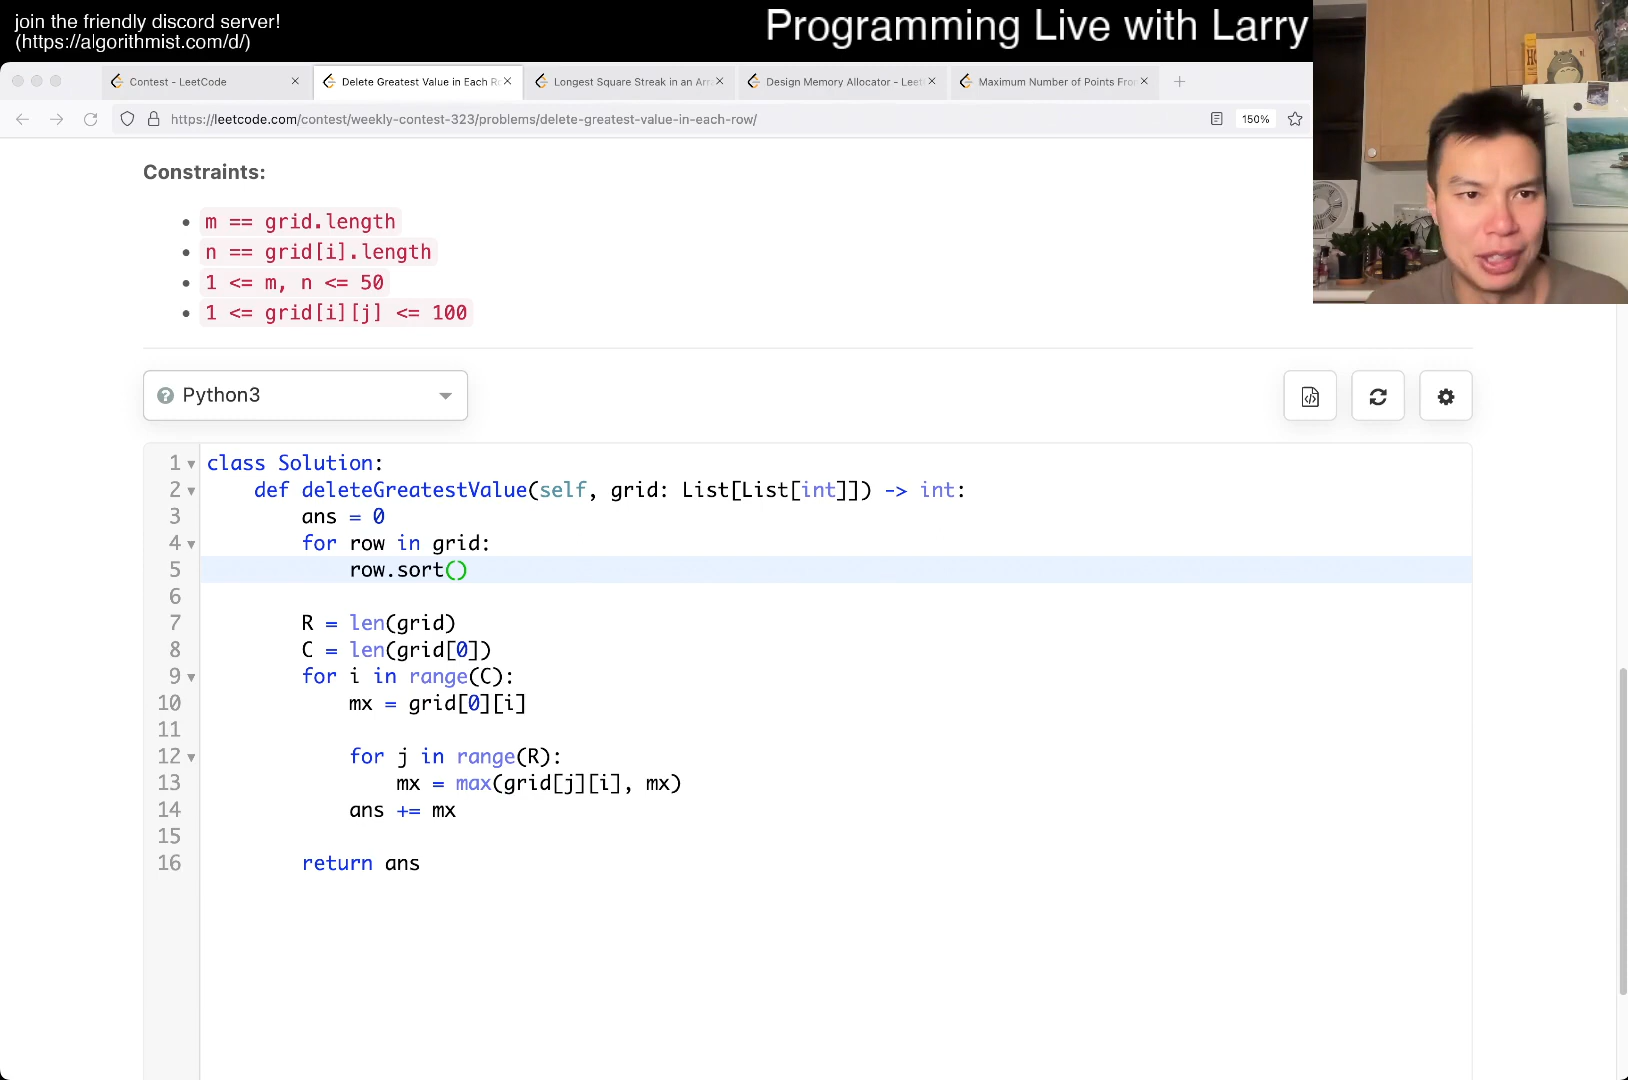 join the friendly discord server!
(https://algorithmist.com/d/)
Programming Live with Larry
Contest - LeetCode
Delete Greatest Value in Each Ro
Longest Square Streak in an Arra
Design Memory Allocator - Leet
Maximum Number of Points From
https://leetcode.com/contest/weekly-contest-323/problems/delete-greatest-value-in-each-row/
150%
Constraints:
m == grid.length
n == grid[i].length
1 <= m, n <= 50
1 <= grid[i][j] <= 100
Python3
1 class Solution:
2 def deleteGreatestValue(self, grid: List[List[int]]) -> int:
3 ans = 0
4 for row in grid:
5 row.sort()
6
7 R = len(grid)
8 C = len(grid[0])
9 for i in range(C):
10 mx = grid[0][i]
11
12 for j in range(R):
13 mx = max(grid[j][i], mx)
14 ans += mx
15
16 return ans